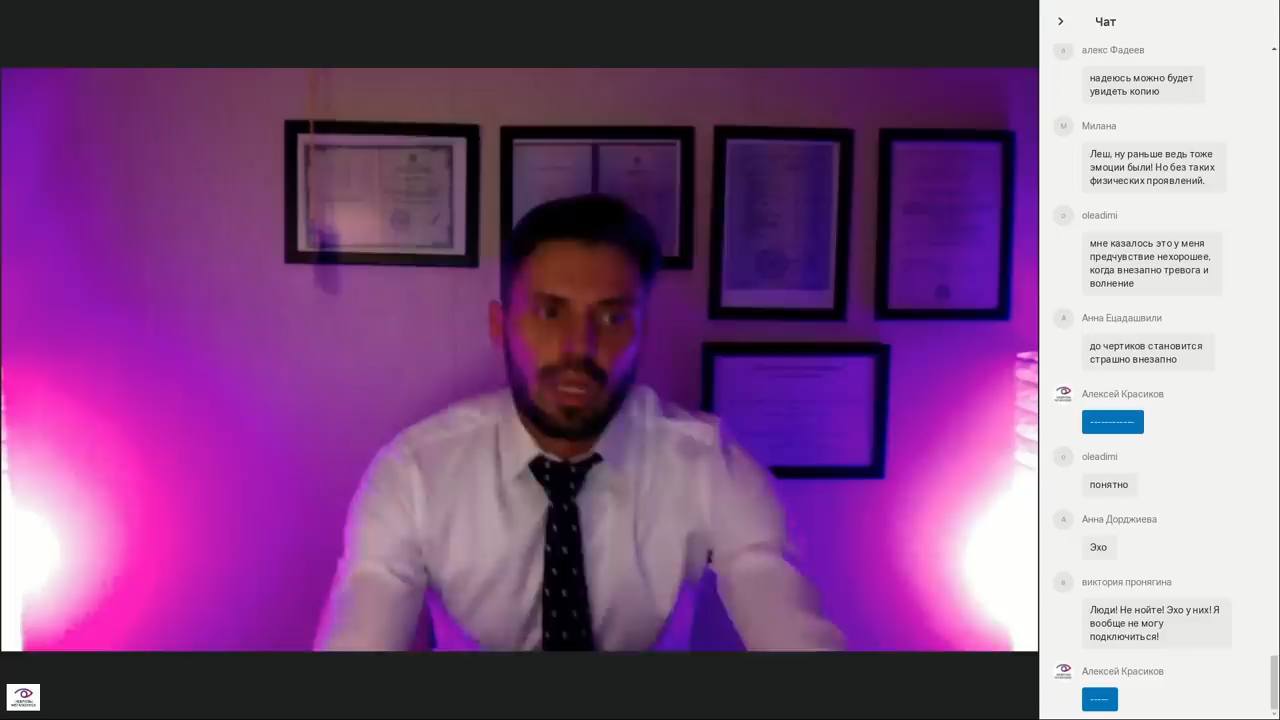 Чат
алекс Фадеев
надеюсь можно будет
увидеть копию
М
Милана
Леш, ну раньше ведь тоже
эмоции были! Но без таких
физических проявлений.
o
oleadimi
мне казалось это у меня
предчувствие нехорошее,
когда внезапно тревога и
волнение
А
Анна Ецадашвили
до чертиков становится
страшно внезапно
Алексей Красиков
------------
o
oleadimi
понятно
А
Анна Дорджиева
Эхо
в
виктория пронягина
Люди! Не нойте! Эхо у них! Я
вообще не могу
подключиться!
Алексей Красиков
-----